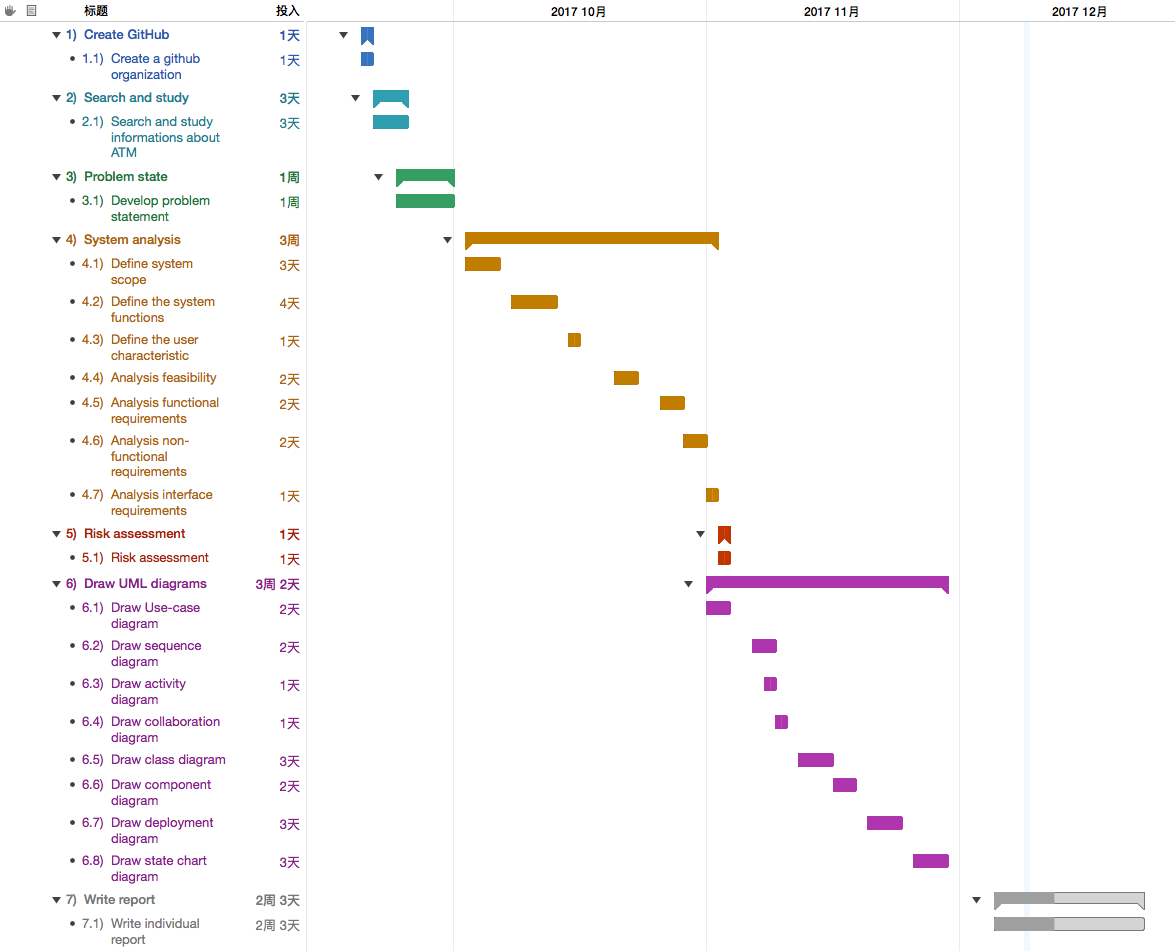 标题 投入 2017 10月 2017 11月 2017 12月
1) Create GitHub 1天
• 1.1) Create a github 1天
organization
2) Search and study 3天
• 2.1) Search and study 3天
informations about
ATM
3) Problem state 1周
• 3.1) Develop problem 1周
statement
4) System analysis 3周
• 4.1) Define system 3天
scope
• 4.2) Define the system 4天
functions
• 4.3) Define the user 1天
characteristic
• 4.4) Analysis feasibility 2天
• 4.5) Analysis functional 2天
requirements
• 4.6) Analysis non- 2天
functional
requirements
• 4.7) Analysis interface 1天
requirements
5) Risk assessment 1天
• 5.1) Risk assessment 1天
6) Draw UML diagrams 3周 2天
• 6.1) Draw Use-case 2天
diagram
• 6.2) Draw sequence 2天
diagram
• 6.3) Draw activity 1天
diagram
• 6.4) Draw collaboration 1天
diagram
• 6.5) Draw class diagram 3天
• 6.6) Draw component 2天
diagram
• 6.7) Draw deployment 3天
diagram
• 6.8) Draw state chart 3天
diagram
7) Write report 2周 3天
• 7.1) Write individual 2周 3天
report